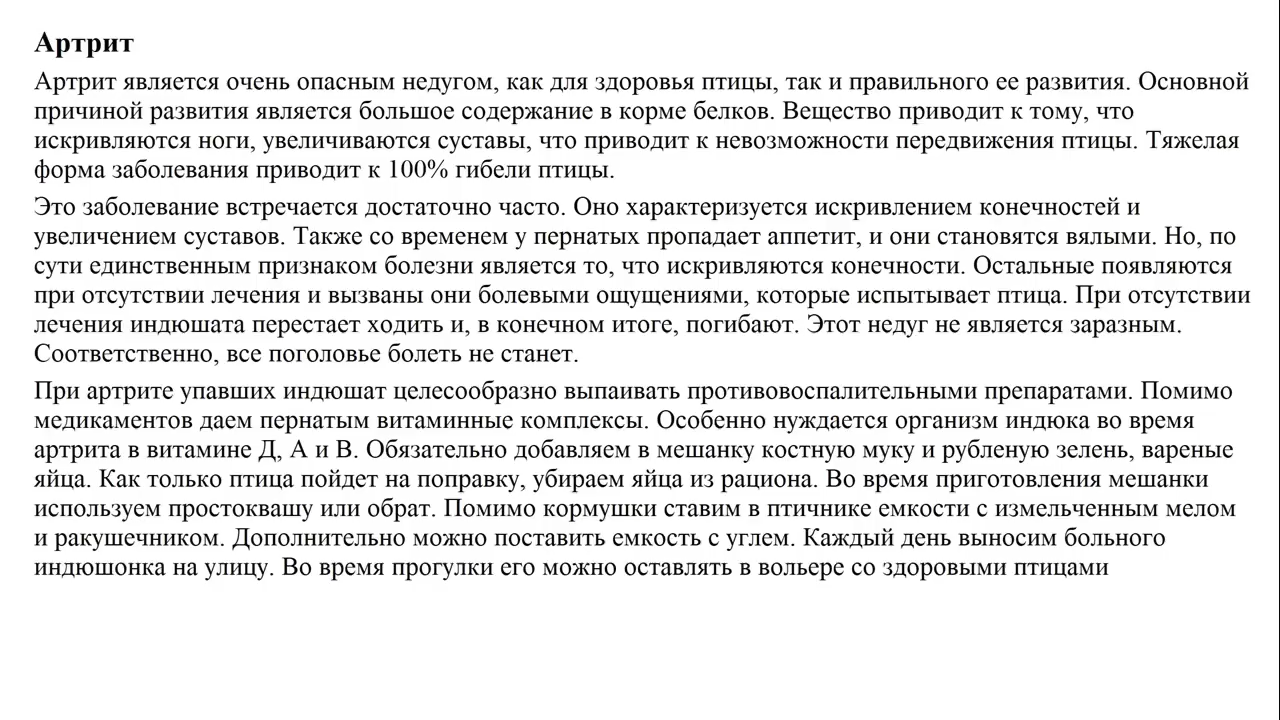 Артрит
Артрит является очень опасным недугом, как для здоровья птицы, так и правильного ее развития. Основной
причиной развития является большое содержание в корме белков. Вещество приводит к тому, что
искривляются ноги, увеличиваются суставы, что приводит к невозможности передвижения птицы. Тяжелая
форма заболевания приводит к 100% гибели птицы.
Это заболевание встречается достаточно часто. Оно характеризуется искривлением конечностей и
увеличением суставов. Также со временем у пернатых пропадает аппетит, и они становятся вялыми. Но, по
сути единственным признаком болезни является то, что искривляются конечности. Остальные появляются
при отсутствии лечения и вызваны они болевыми ощущениями, которые испытывает птица. При отсутствии
лечения индюшата перестает ходить и, в конечном итоге, погибают. Этот недуг не является заразным.
Соответственно, все поголовье болеть не станет.
При артрите упавших индюшат целесообразно выпаивать противовоспалительными препаратами. Помимо
медикаментов даем пернатым витаминные комплексы. Особенно нуждается организм индюка во время
артрита в витамине Д, А и В. Обязательно добавляем в мешанку костную муку и рубленую зелень, вареные
яйца. Как только птица пойдет на поправку, убираем яйца из рациона. Во время приготовления мешанки
используем простоквашу или обрат. Помимо кормушки ставим в птичнике емкости с измельченным мелом
и ракушечником. Дополнительно можно поставить емкость с углем. Каждый день выносим больного
индюшонка на улицу. Во время прогулки его можно оставлять в вольере со здоровыми птицами